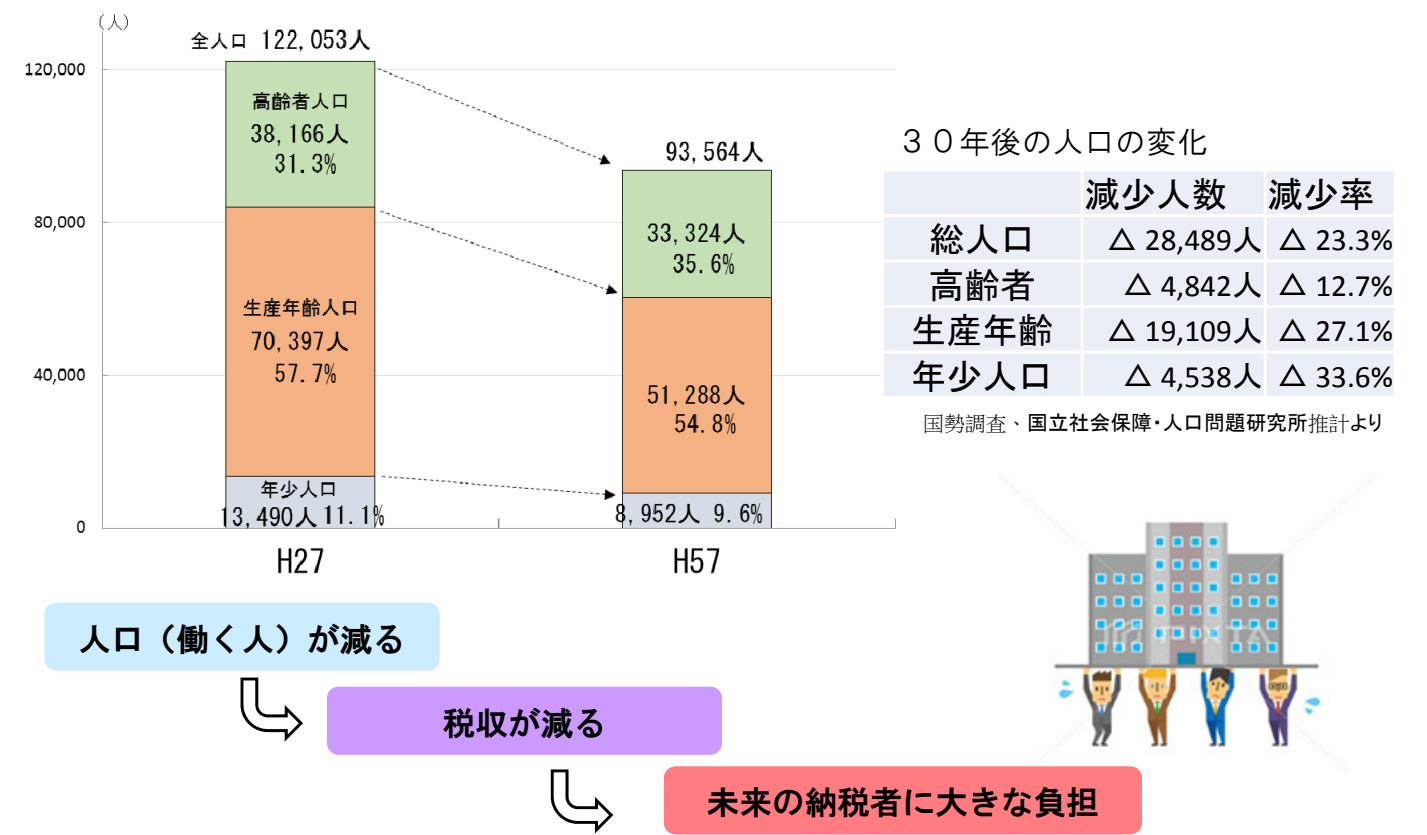 （人）
全人口 122,053人
120,000
80,000
40,000
0
高齢者人口
38,166人
31.3%
生産年齢人口
70,397人
57.7%
年少人口
13,490人 11.1%
H27
93,564人
33,324人
35.6%
51,288人
54.8%
8,952人 9.6%
H57
３０年後の人口の変化
減少人数 減少率
総人口 △ 28,489人 △ 23.3%
高齢者 △ 4,842人 △ 12.7%
生産年齢 △ 19,109人 △ 27.1%
年少人口 △ 4,538人 △ 33.6%
国勢調査、国立社会保障・人口問題研究所推計より
人口（働く人）が減る
税収が減る
未来の納税者に大きな負担